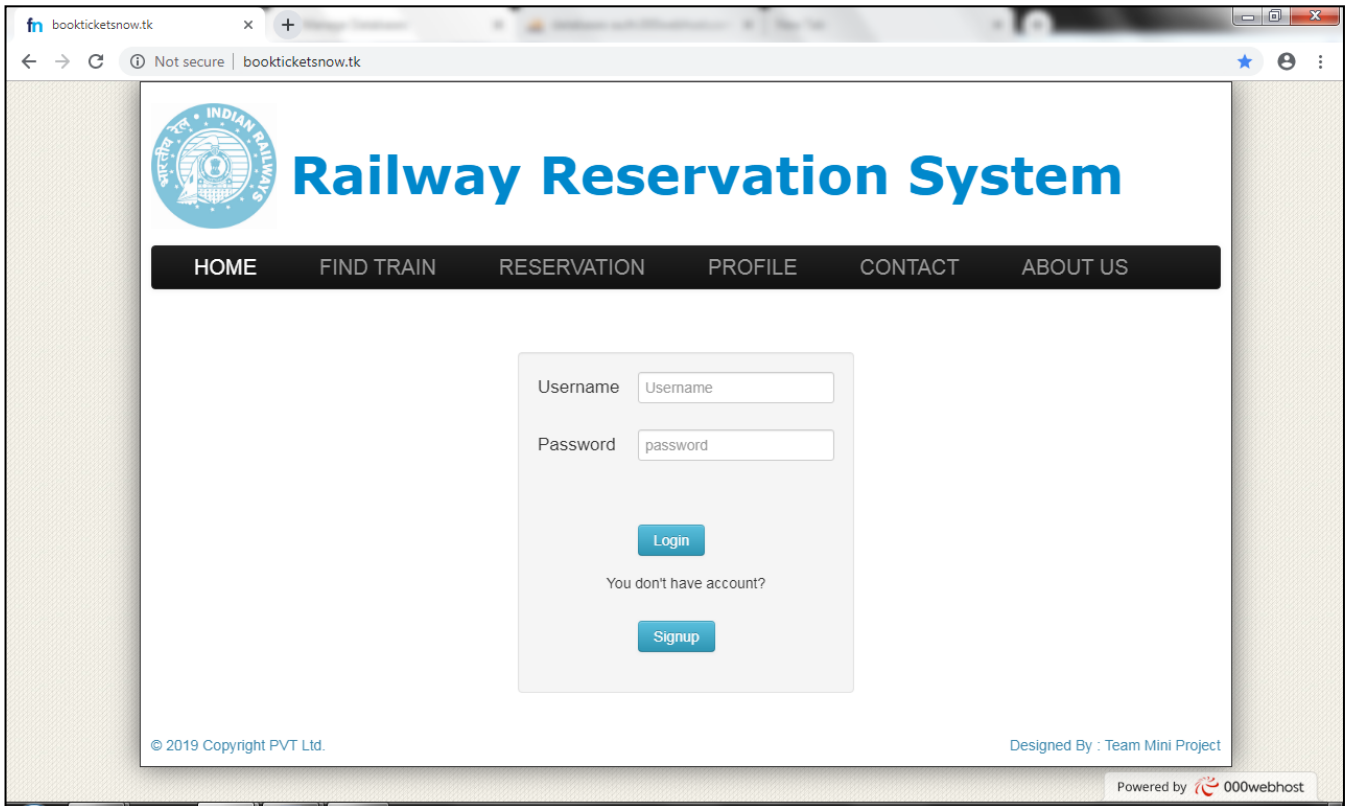 fn bookticketsnow.tk
Not secure | bookticketsnow.tk
भारतीय रेल • INDIAN RAILWAYS
Railway Reservation System
HOME FIND TRAIN RESERVATION PROFILE CONTACT ABOUT US
Username Username
Password password
Login
You don't have account?
Signup
© 2019 Copyright PVT Ltd. Designed By : Team Mini Project
Powered by 000webhost